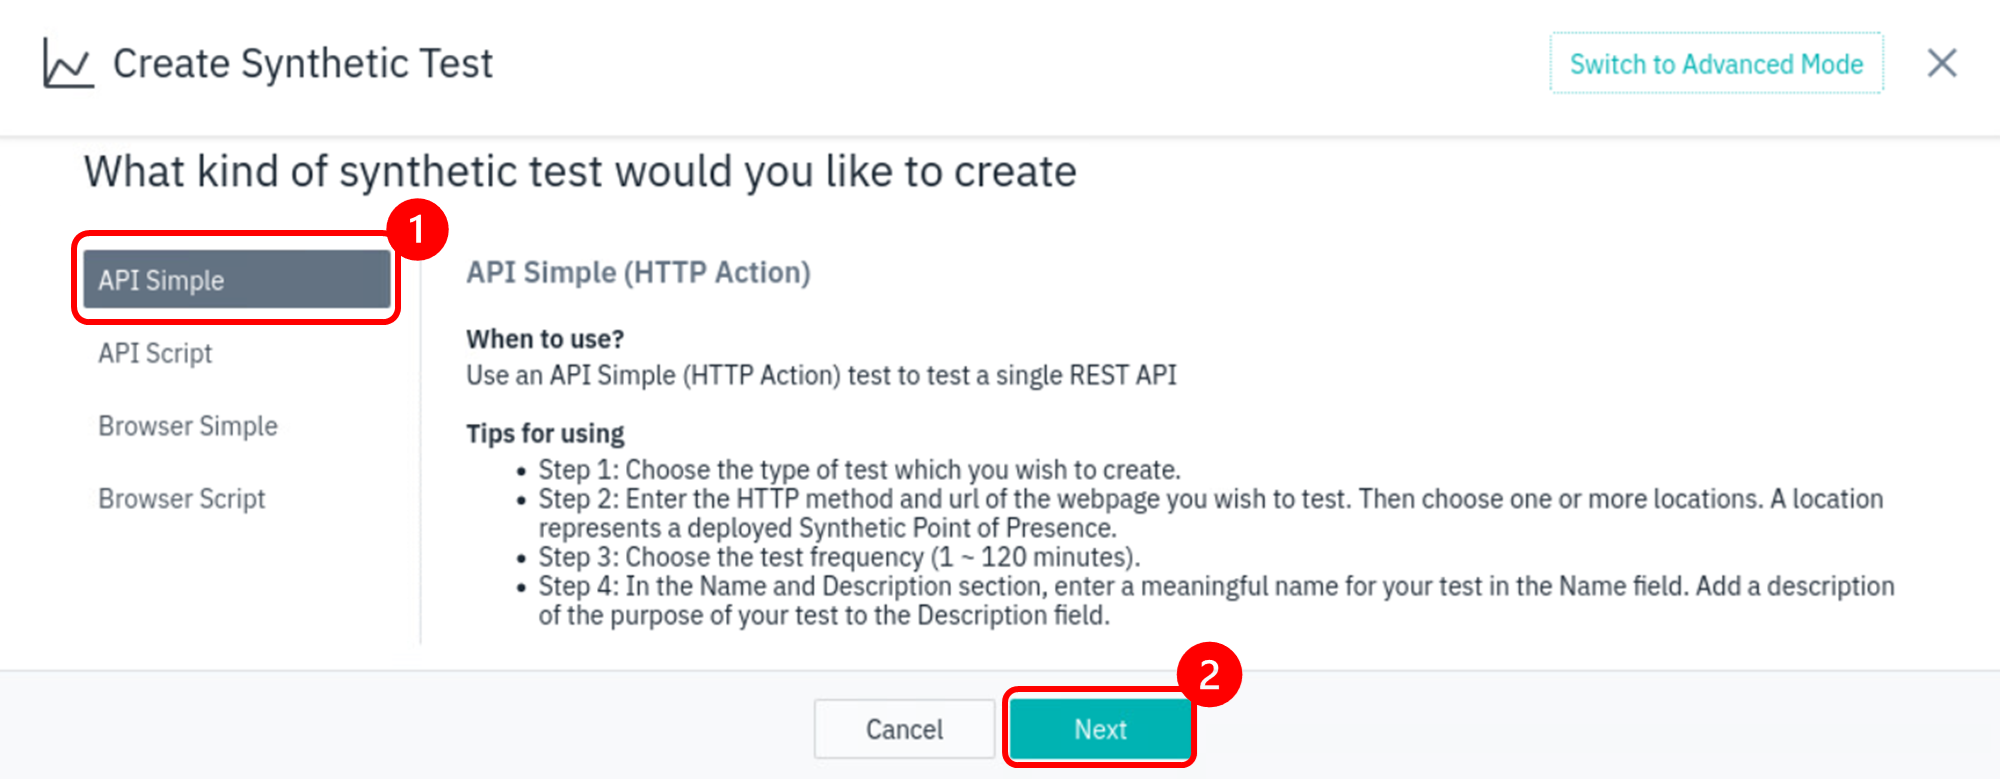 Create Synthetic Test
Switch to Advanced Mode
What kind of synthetic test would you like to create
1
API Simple
API Script
Browser Simple
Browser Script
API Simple (HTTP Action)
When to use?
Use an API Simple (HTTP Action) test to test a single REST API
Tips for using
• Step 1: Choose the type of test which you wish to create.
• Step 2: Enter the HTTP method and url of the webpage you wish to test. Then choose one or more locations. A location
represents a deployed Synthetic Point of Presence.
• Step 3: Choose the test frequency (1 ~ 120 minutes).
• Step 4: In the Name and Description section, enter a meaningful name for your test in the Name field. Add a description
of the purpose of your test to the Description field.
2
Cancel
Next